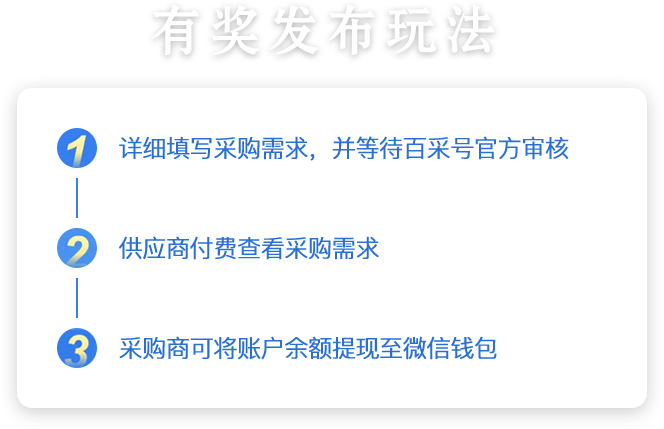 有奖发布玩法
1 详细填写采购需求，并等待百采号官方审核
2 供应商付费查看采购需求
3 采购商可将账户余额提现至微信钱包